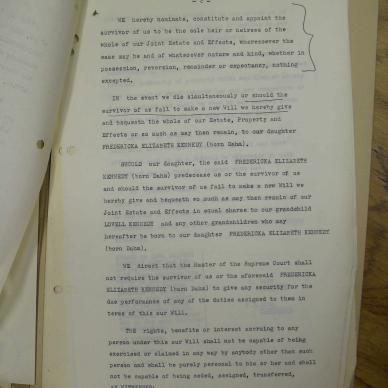 - 2 -
WE hereby nominate, constitute and appoint the
survivor of us to be the sole heir or heiress of the
whole of our Joint Estate and Effects, wheresoever the
same may be and of whatsoever nature and kind, whether in
possession, reversion, remainder or expectancy, nothing
excepted.
IN the event we die simultaneously or should the
survivor of us fail to make a new Will we hereby give
and bequeath the whole of our Estate, Property and
Effects or so much as may then remain, to our daughter
FREDERICKA ELIZABETH KENNEDY (born Dahm).
SHOULD our daughter, the said FREDERICKA ELIZABETH
KENNEDY (born Dahm) predecease us or the survivor of us
and should the survivor of us fail to make a new Will we
hereby give and bequeath so much as may then remain of our
Joint Estate and Effects in equal shares to our grandchild
LOVELL KENNEDY and any other grandchildren who may
hereafter be born to our daughter FREDERICKA ELIZABETH KENNEDY
(born Dahm).
WE direct that the Master of the Supreme Court shall
not require the survivor of us or the aforesaid FREDERICKA
ELIZABETH KENNEDY (born Dahm) to give any security for the
due performance of any of the duties assigned to them in
terms of this our Will.
THE rights, benefits or interest accruing to any
person under this our Will shall not be capable of being
exercised or claimed in any way by anybody other than such
person and shall be purely personal to him or her and shall
not be capable of being ceded, assigned, transferred,